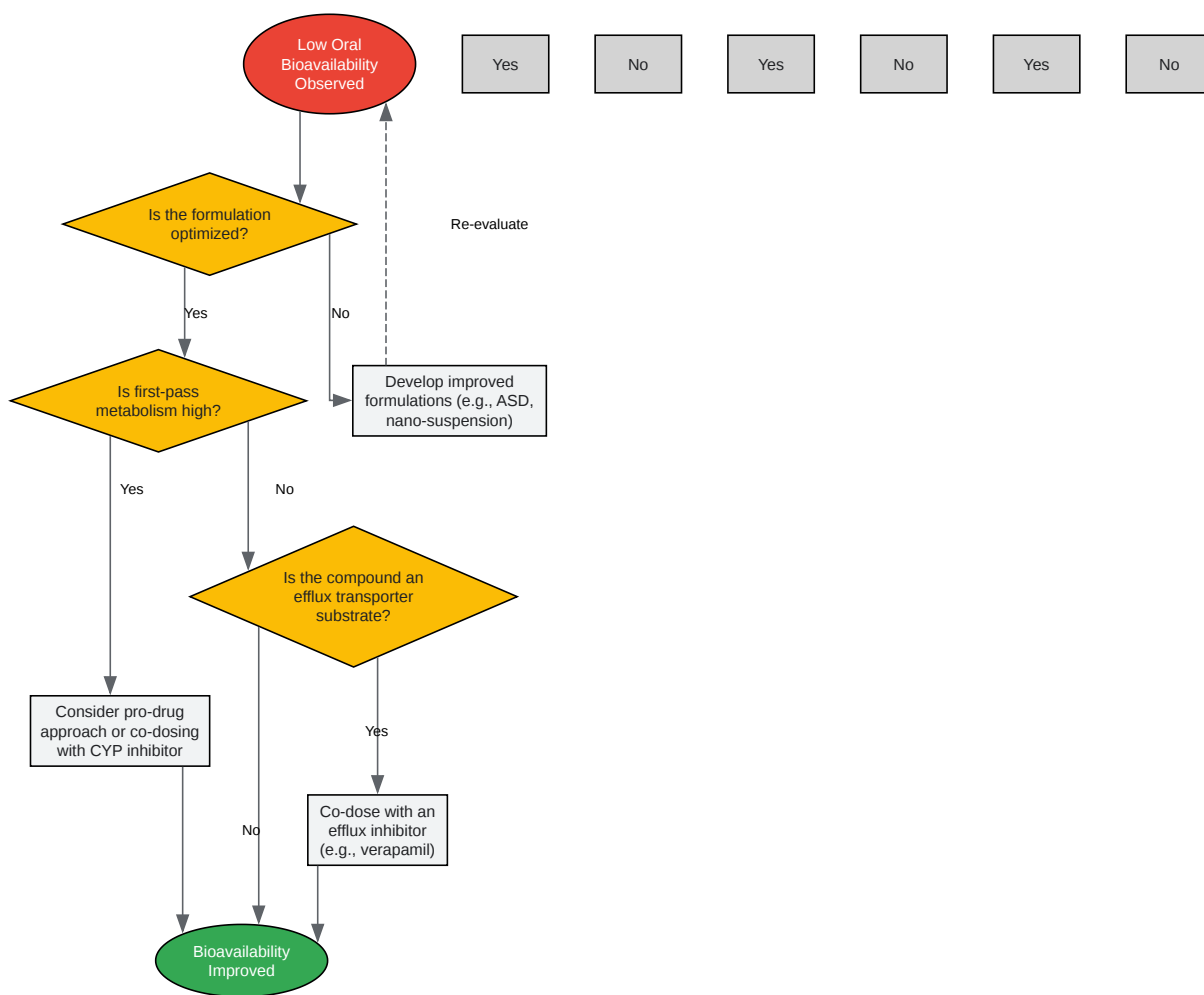 Low Oral
Bioavailability
Observed
Yes
No
Yes
No
Yes
No
Is the formulation
optimized?
Re-evaluate
Yes
No
Is first-pass
metabolism high?
Develop improved
formulations (e.g., ASD,
nano-suspension)
Yes
No
Is the compound an
efflux transporter
substrate?
Consider pro-drug
approach or co-dosing
with CYP inhibitor
Yes
Co-dose with an
efflux inhibitor
(e.g., verapamil)
No
Bioavailability
Improved